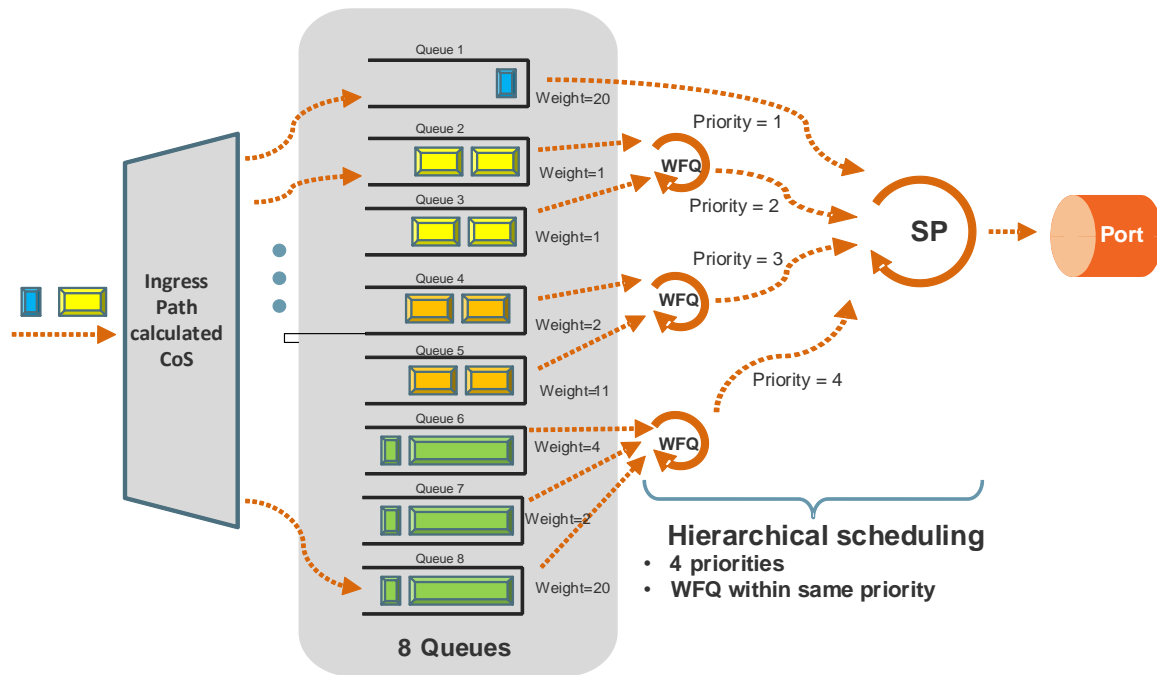 Ingress
Path
calculated
CoS
Queue 1
Weight=20
Queue 2
Weight=1
Queue 3
Weight=1
Queue 4
Weight=2
Queue 5
Weight=11
Queue 6
Weight=4
Queue 7
Weight=2
Queue 8
Weight=20
8 Queues
WFQ
WFQ
WFQ
Priority = 1
Priority = 2
Priority = 3
Priority = 4
SP
Port
Hierarchical scheduling
• 4 priorities
• WFQ within same priority